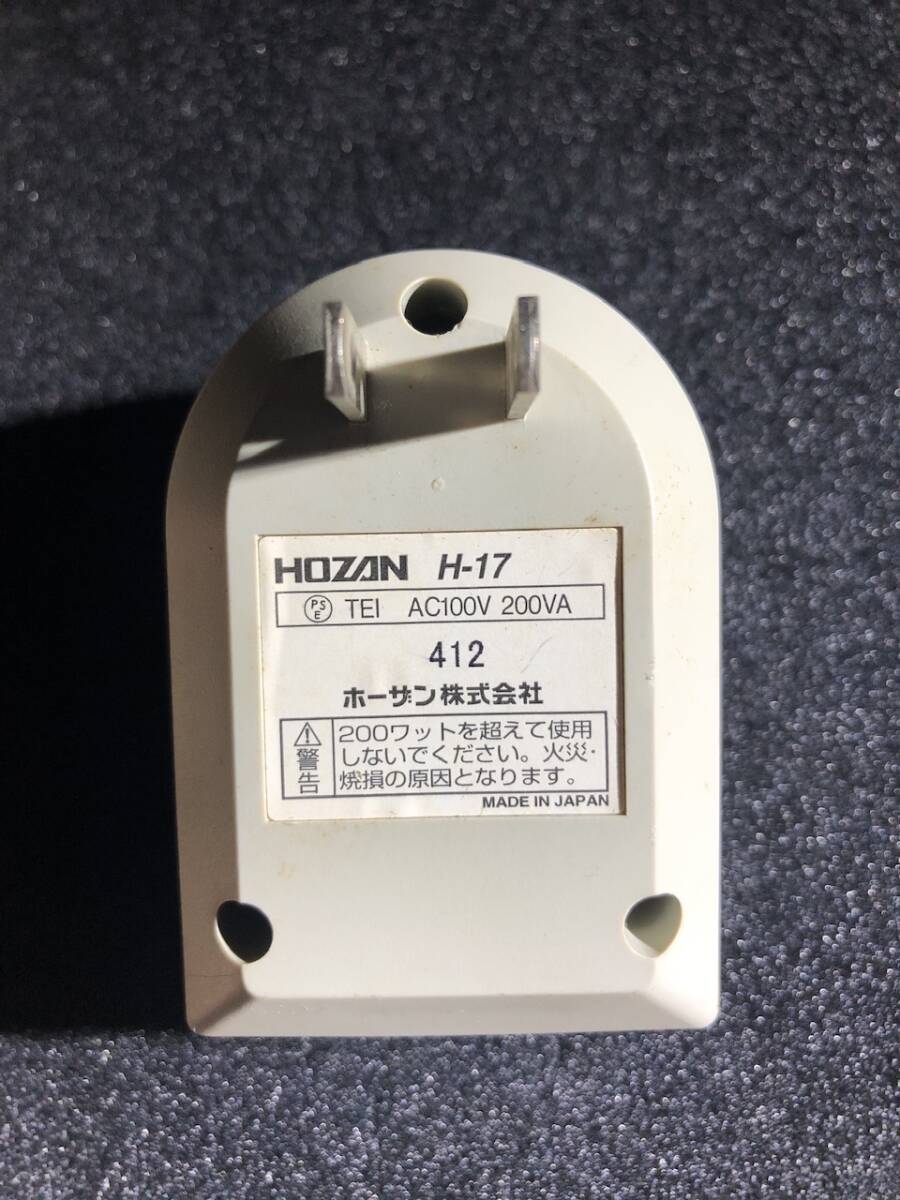 HOZAN H-17
PS E TEI AC100V 200VA
412
ホーザン株式会社
警告
200ワットを超えて使用
しないでください。火災・
焼損の原因となります。
MADE IN JAPAN